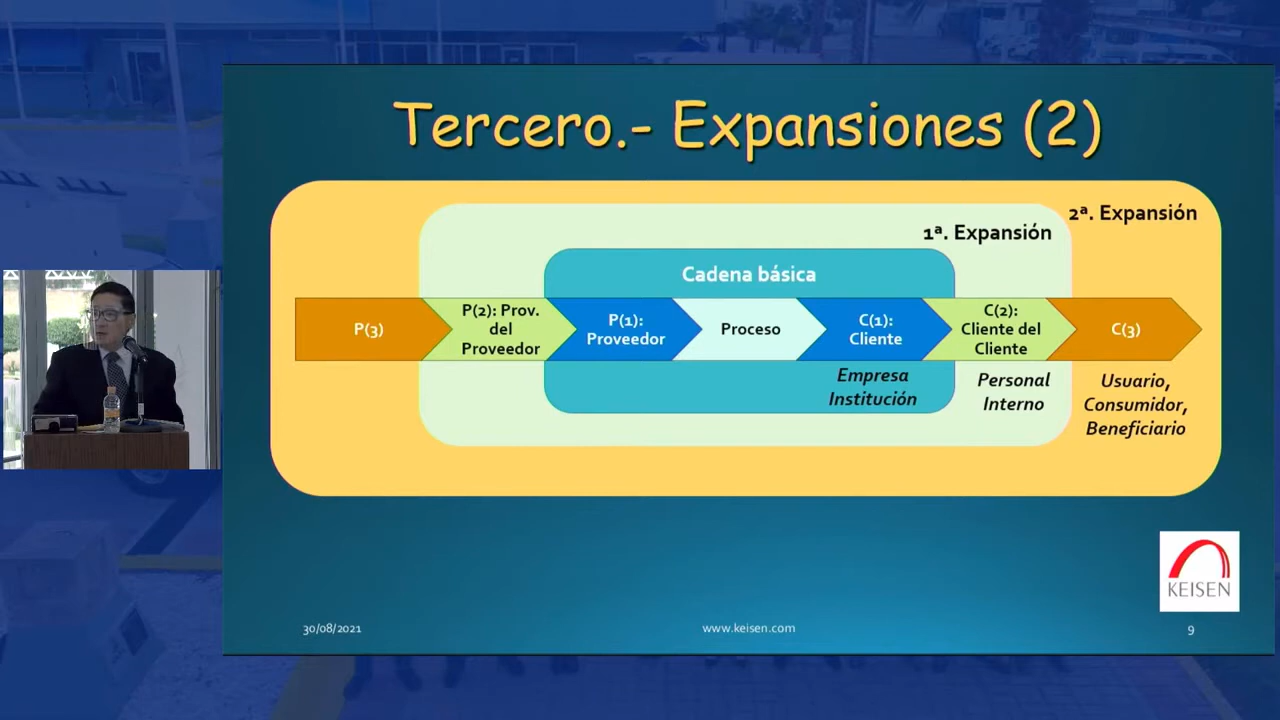 Tercero.- Expansiones (2)
2ª. Expansión
1ª. Expansión
Cadena básica
P(3)
P(2): Prov.
del
Proveedor
P(1):
Proveedor
Proceso
C(1):
Cliente
C(2):
Cliente del
Cliente
C(3)
Empresa
Institución
Personal
Interno
Usuario,
Consumidor,
Beneficiario
KEISEN
30/08/2021
www.keisen.com
9